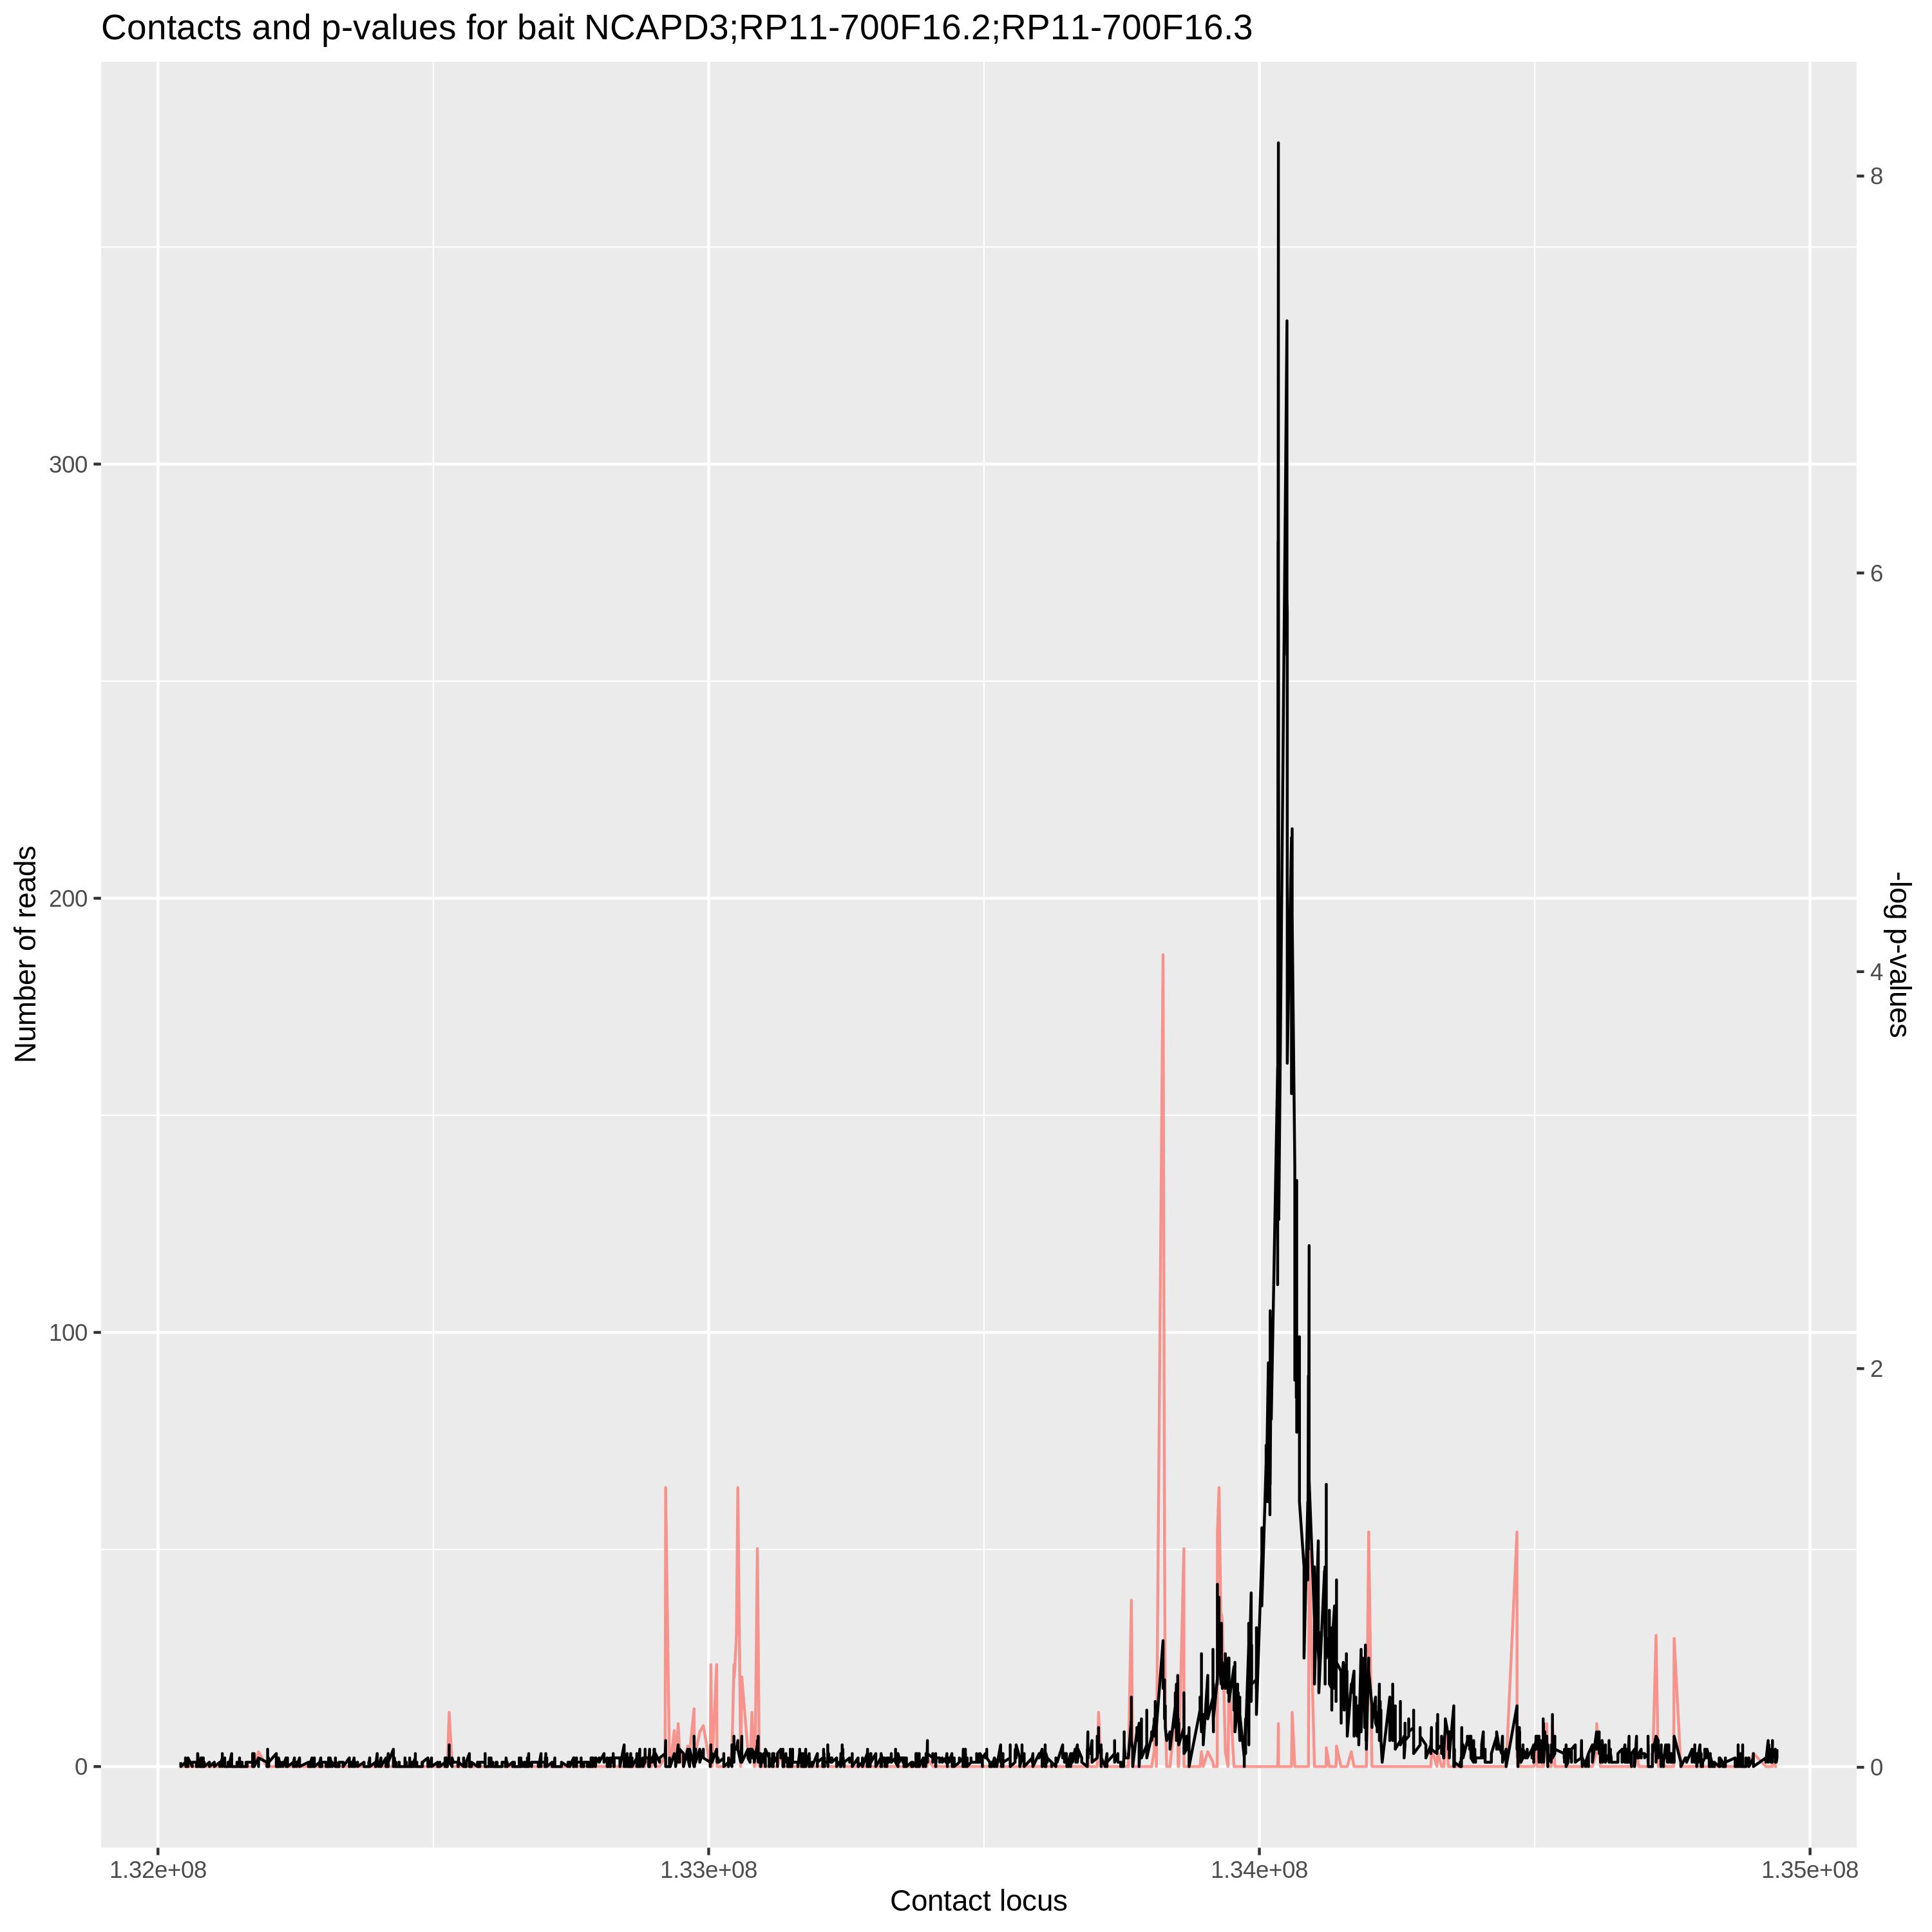 Contacts and p-values for bait NCAPD3;RP11-700F16.2;RP11-700F16.3
Number of reads
300
200
100
0
8
6
4
2
0
-log p-values
1.32e+08
1.33e+08
1.34e+08
1.35e+08
Contact locus